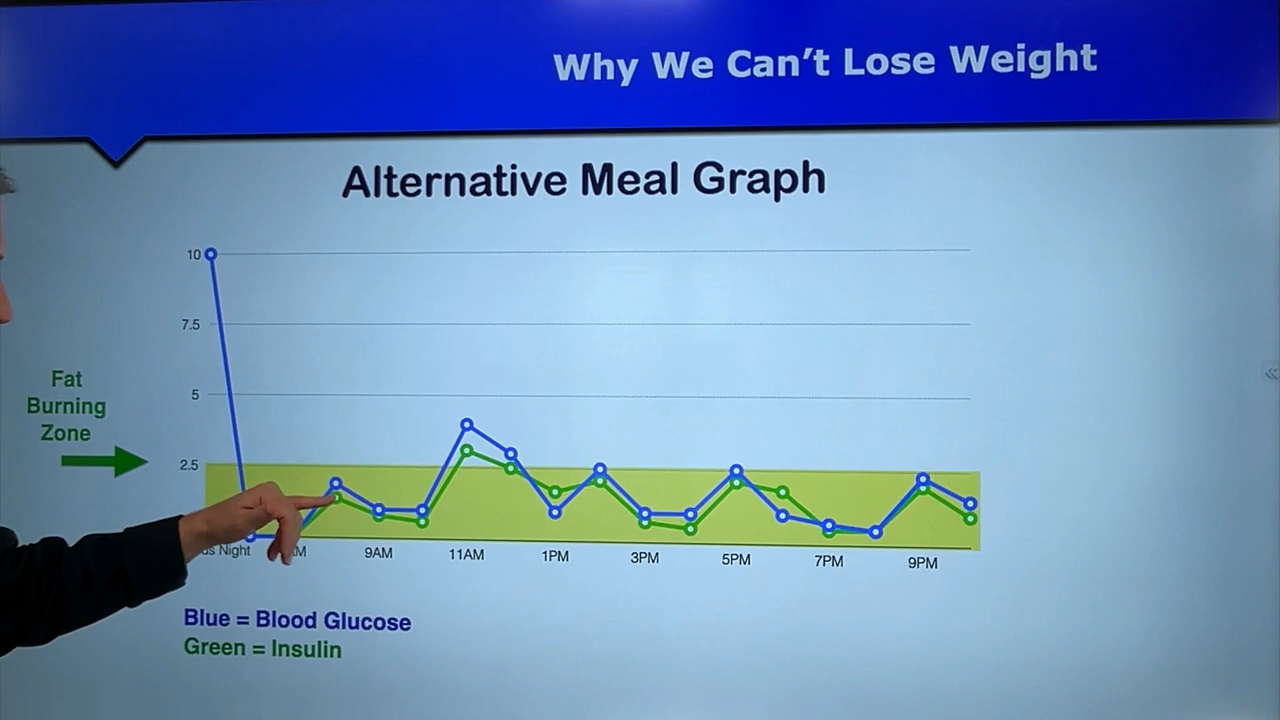 Why We Can't Lose Weight
Alternative Meal Graph
10
7.5
5
2.5
Fat
Burning
Zone
Night
9AM
11AM
1PM
3PM
5PM
7PM
9PM
Blue = Blood Glucose
Green = Insulin